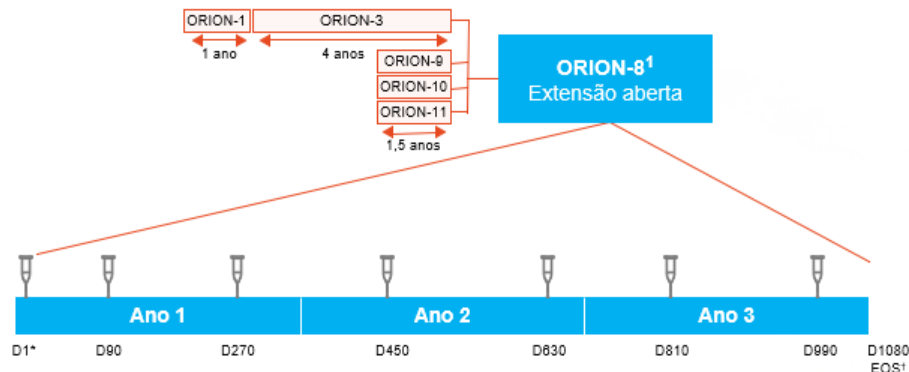 ORION-1 ORION-3
1 ano 4 anos
ORION-9
ORION-10
ORION-11
1,5 anos
ORION-8¹
Extensão aberta
Ano 1 Ano 2 Ano 3
D1* D90 D270 D450 D630 D810 D990 D1080
EOS†